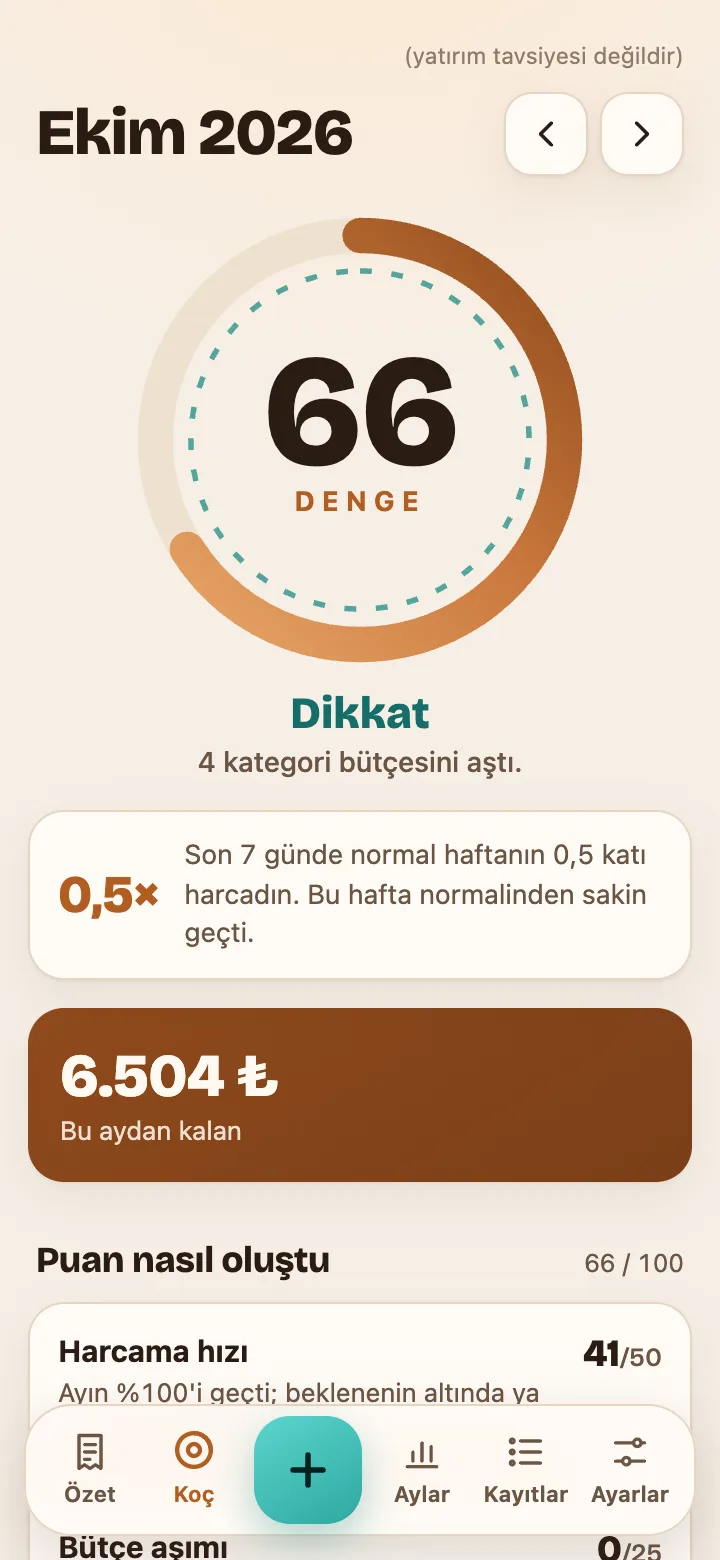 (yatırım tavsiyesi değildir)
Ekim 2026
66
DENGE
Dikkat
4 kategori bütçesini aştı.
0,5×
Son 7 günde normal haftanın 0,5 katı
harcadın. Bu hafta normalinden sakin
geçti.
6.504 ₺
Bu aydan kalan
Puan nasıl oluştu
66 / 100
Harcama hızı
41/50
Ayın %100'i geçti; beklenenin altında ya
Özet
Koç
Aylar
Kayıtlar
Ayarlar
Bütçe aşımı
0/25